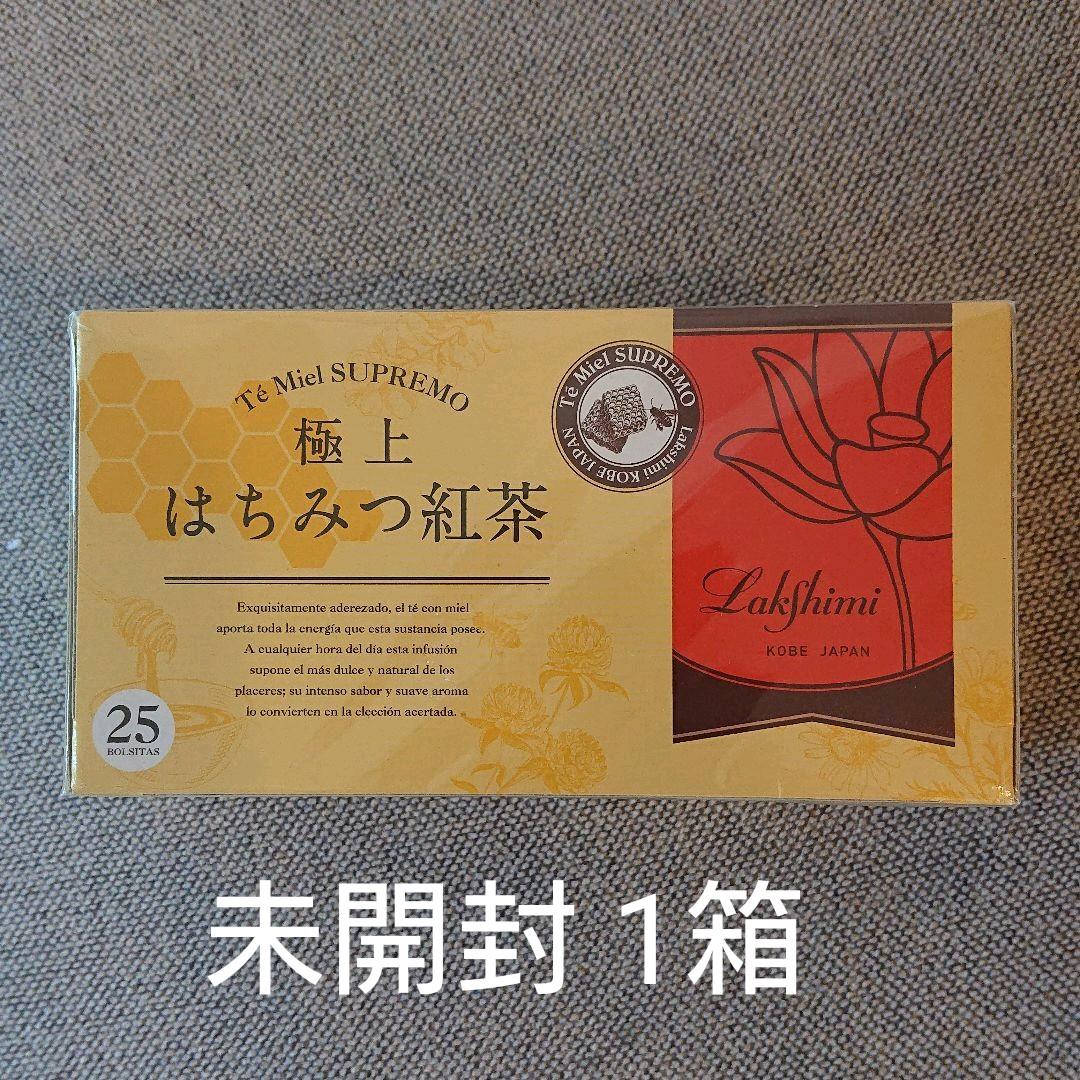 Té Miel SUPREMO
極上
はちみつ紅茶
Exquisitamente aderezado, el té con miel
aporta toda la energía que esta sustancia posee.
A cualquier hora del día esta infusión
supone el más dulce y natural de los
placeres; su intenso sabor y suave aroma
lo convierten en la elección acertada.
25
BOLSITAS
Té Miel SUPREMO
Lakshimi KOBE JAPAN
Lakshimi
KOBE JAPAN
未開封 1箱